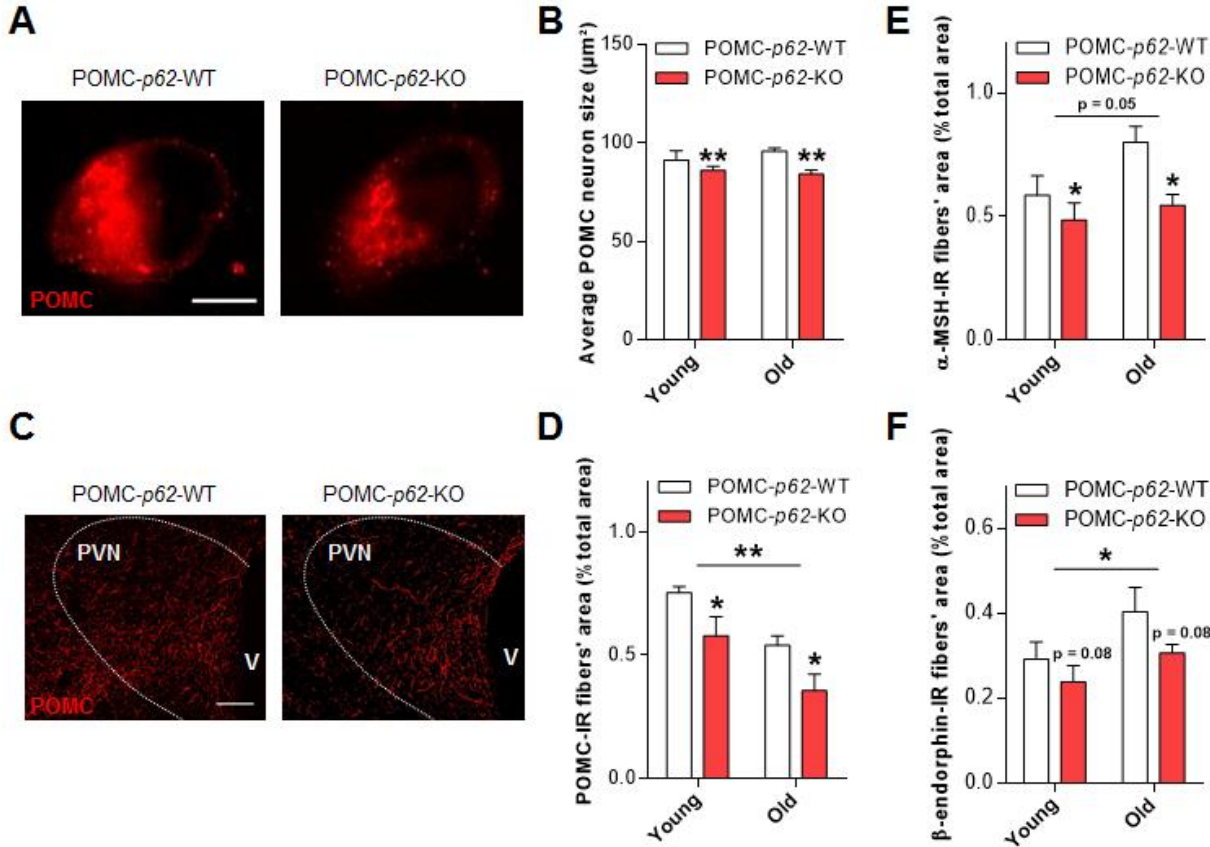 A
POMC-p62-WT
POMC-p62-KO
POMC
B
Average POMC neuron size (µm²)
150
100
50
0
POMC-p62-WT
POMC-p62-KO
**
**
Young
Old
E
α-MSH-IR fibers' area (% total area)
1.0
0.5
0.0
POMC-p62-WT
POMC-p62-KO
p = 0.05
*
*
Young
Old
C
POMC-p62-WT
POMC-p62-KO
PVN
V
POMC
PVN
V
D
POMC-IR fibers' area (% total area)
1.0
0.5
0.0
POMC-p62-WT
POMC-p62-KO
**
*
*
Young
Old
F
β-endorphin-IR fibers' area (% total area)
0.6
0.4
0.2
0.0
POMC-p62-WT
POMC-p62-KO
*
p = 0.08
p = 0.08
Young
Old